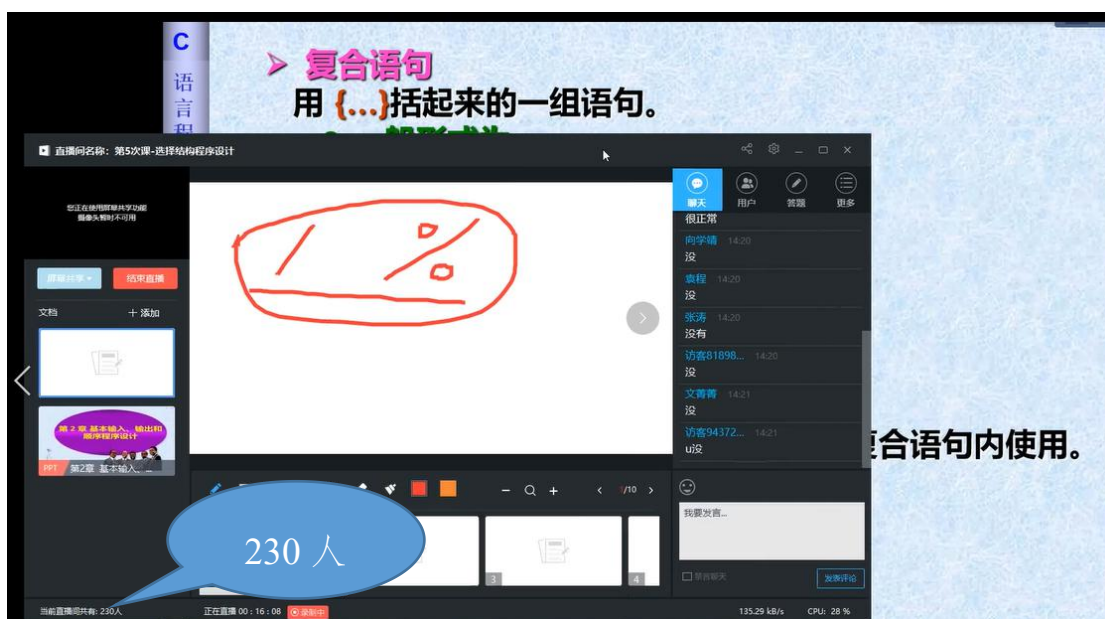 C
语
言
程
复合语句
用{…}括起来的一组语句。
直播间名称：第5次课-选择结构程序设计
您正在使用屏幕共享功能
摄像头暂时不可用
屏幕共享
结束直播
文档
+ 添加
第 2 章 基本输入、输出和
顺序程序设计
PPT 第2章 基本输入、...
/ %
聊天
用户
答题
更多
很正常
向学靖 14:20
没
袁程 14:20
没
张涛 14:20
没有
访客81898... 14:20
没
文菁菁 14:21
没
访客94372... 14:21
u没
复合语句内使用。
1/10
我要发言...
3
4
禁言聊天
发表评论
230 人
当前直播间共有: 230人
正在直播 00 : 16 : 08
录制中
135.29 kB/s
CPU: 28 %